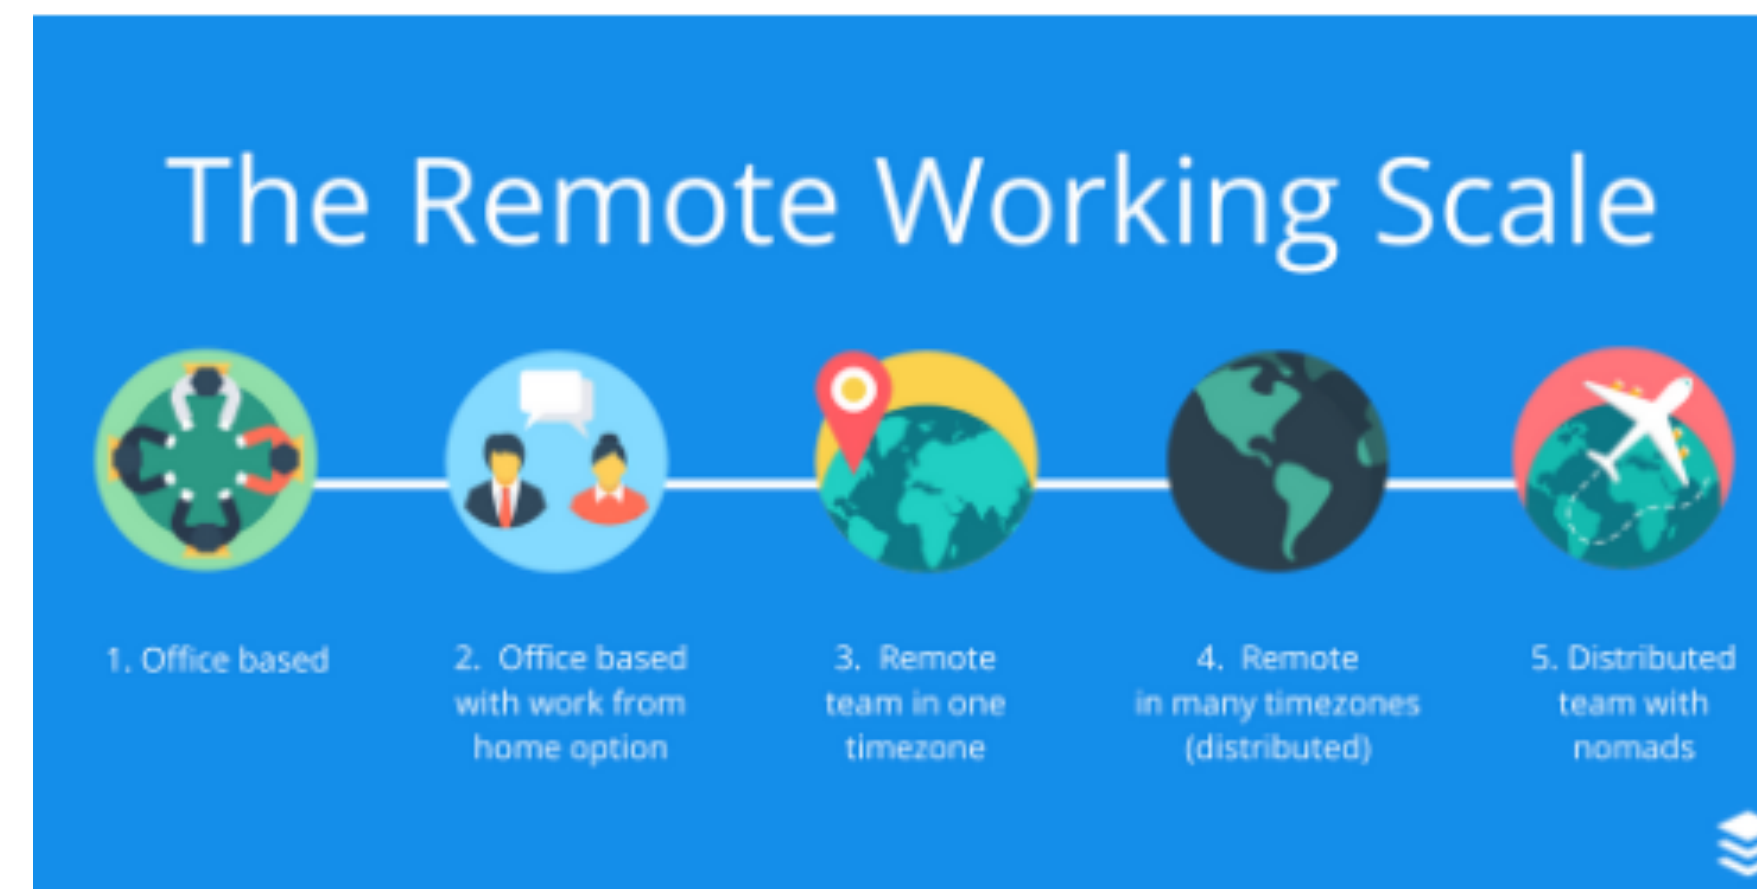 The Remote Working Scale
1. Office based
2. Office based
with work from
home option
3. Remote
team in one
timezone
4. Remote
in many timezones
(distributed)
5. Distributed
team with
nomads